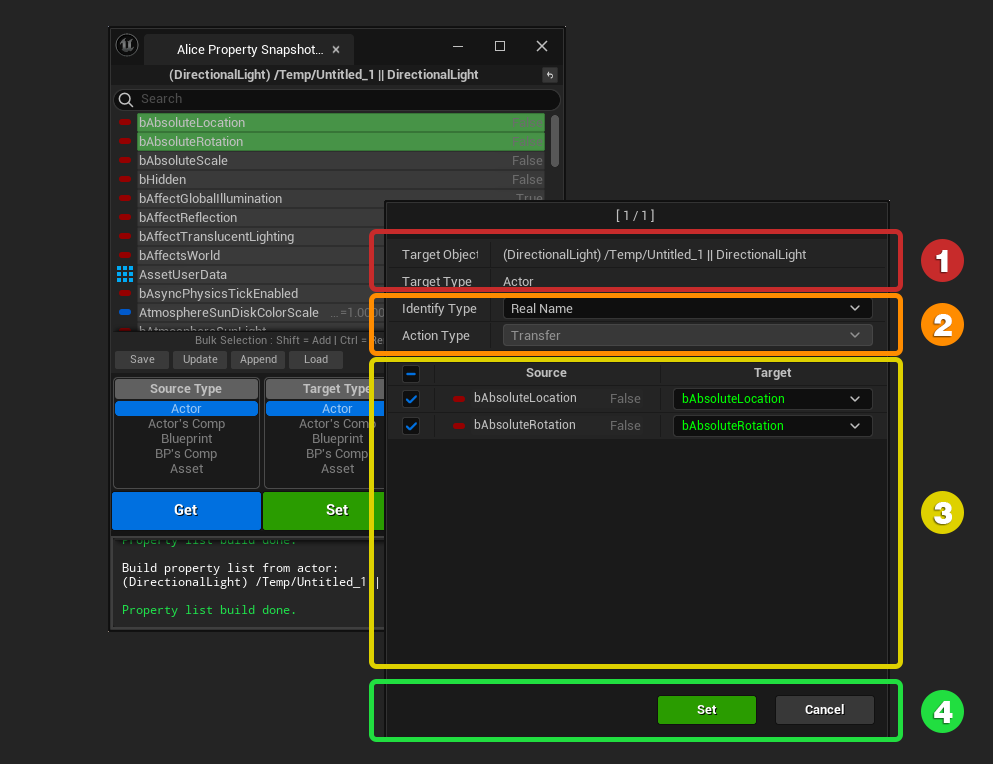 Alice Property Snapshot...
(DirectionalLight) /Temp/Untitled_1 || DirectionalLight
Search
bAbsoluteLocation False
bAbsoluteRotation False
bAbsoluteScale False
bHidden False
bAffectGlobalIllumination True
bAffectReflection
bAffectTranslucentLighting
bAffectsWorld
AssetUserData
bAsyncPhysicsTickEnabled
AtmosphereSunDiskColorScale ...=1.0000
bAtmosphereSunLight
Bulk Selection : Shift = Add | Ctrl = Re
Save Update Append Load
Source Type Target Type
Actor Actor
Actor's Comp Actor's Comp
Blueprint Blueprint
BP's Comp BP's Comp
Asset Asset
Get Set
Property list build done.
Build property list from actor:
(DirectionalLight) /Temp/Untitled_1 ||
Property list build done.
[ 1 / 1 ]
Target Object (DirectionalLight) /Temp/Untitled_1 || DirectionalLight
Target Type Actor
1
Identify Type Real Name
Action Type Transfer
2
Source Target
bAbsoluteLocation False bAbsoluteLocation
bAbsoluteRotation False bAbsoluteRotation
3
Set Cancel
4